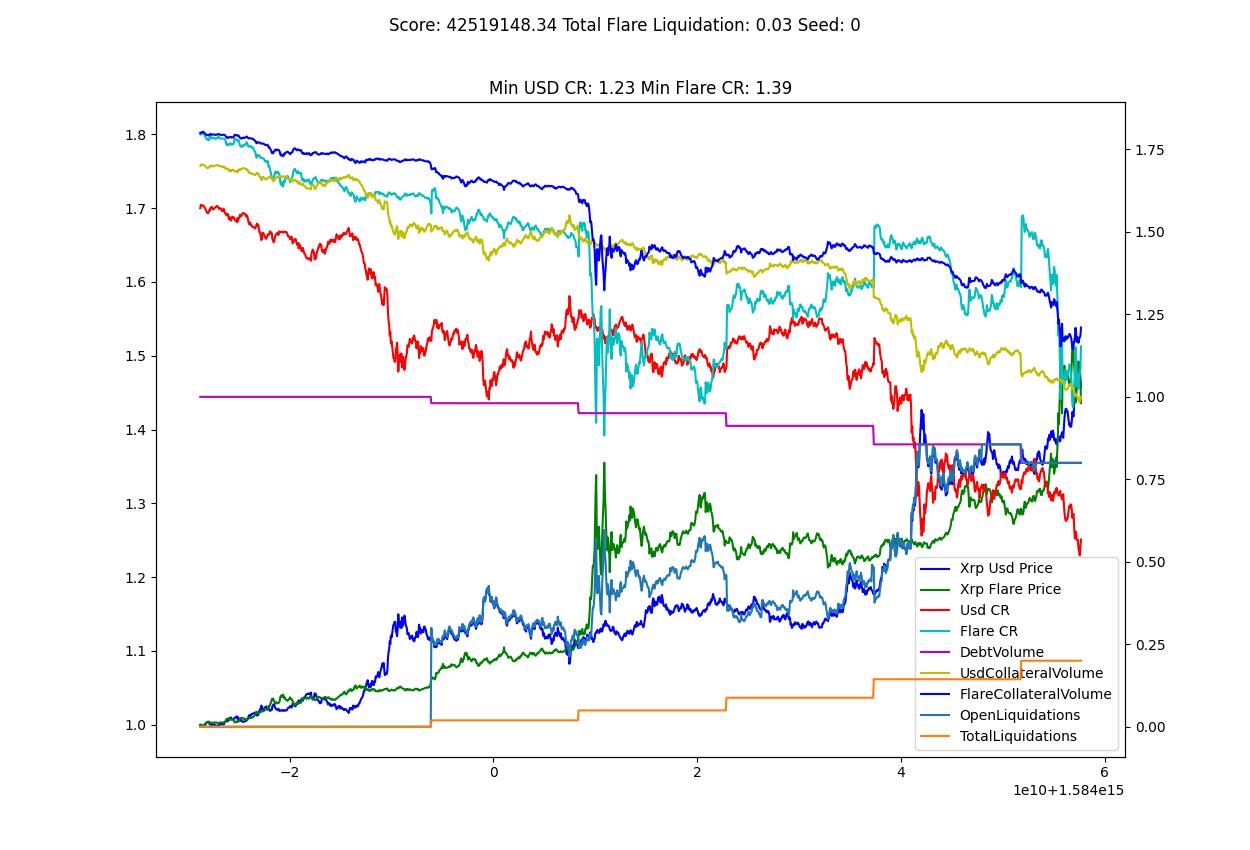 Score: 42519148.34 Total Flare Liquidation: 0.03 Seed: 0
Min USD CR: 1.23 Min Flare CR: 1.39
1.8
1.7
1.6
1.5
1.4
1.3
1.2
1.1
1.0
1.75
1.50
1.25
1.00
0.75
0.50
0.25
0.00
Xrp Usd Price
Xrp Flare Price
Usd CR
Flare CR
DebtVolume
UsdCollateralVolume
FlareCollateralVolume
OpenLiquidations
TotalLiquidations
−2 0 2 4 6
1e10+1.584e15